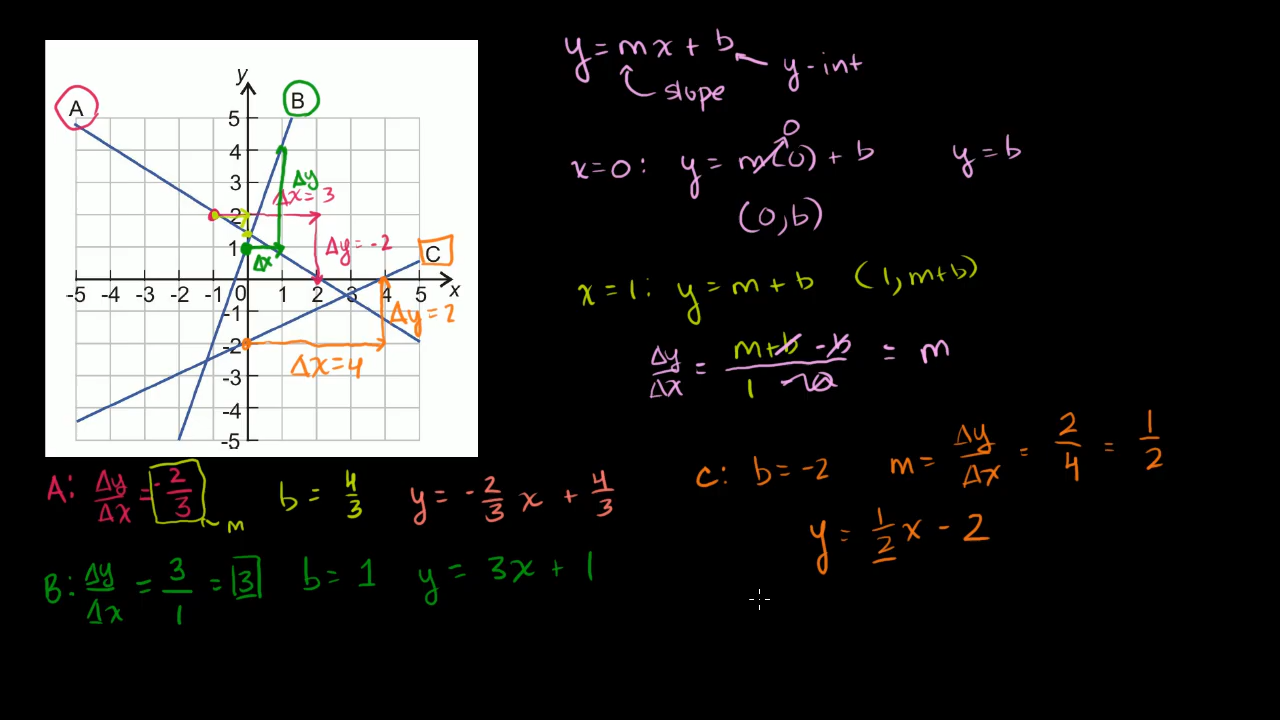 y = mx + b
slope
y-int
x=0: y = m(0) + b y = b
0
(0,b)
x=1: y = m + b (1, m+b)
Δy/Δx = (m+b - b)/(1 - 0) = m
y
A
B
C
5
4
3
2
1
-1
-2
-3
-4
-5
-5 -4 -3 -2 -1 0 1 2 3 4 5 x
Δy
Δx = 3
Δy = -2
Δx
Δy = 2
Δx = 4
A: Δy/Δx = -2/3 m b = 4/3 y = -2/3 x + 4/3
B: Δy/Δx = 3/1 = 3 b = 1 y = 3x + 1
C: b = -2 m = Δy/Δx = 2/4 = 1/2
y = 1/2 x - 2